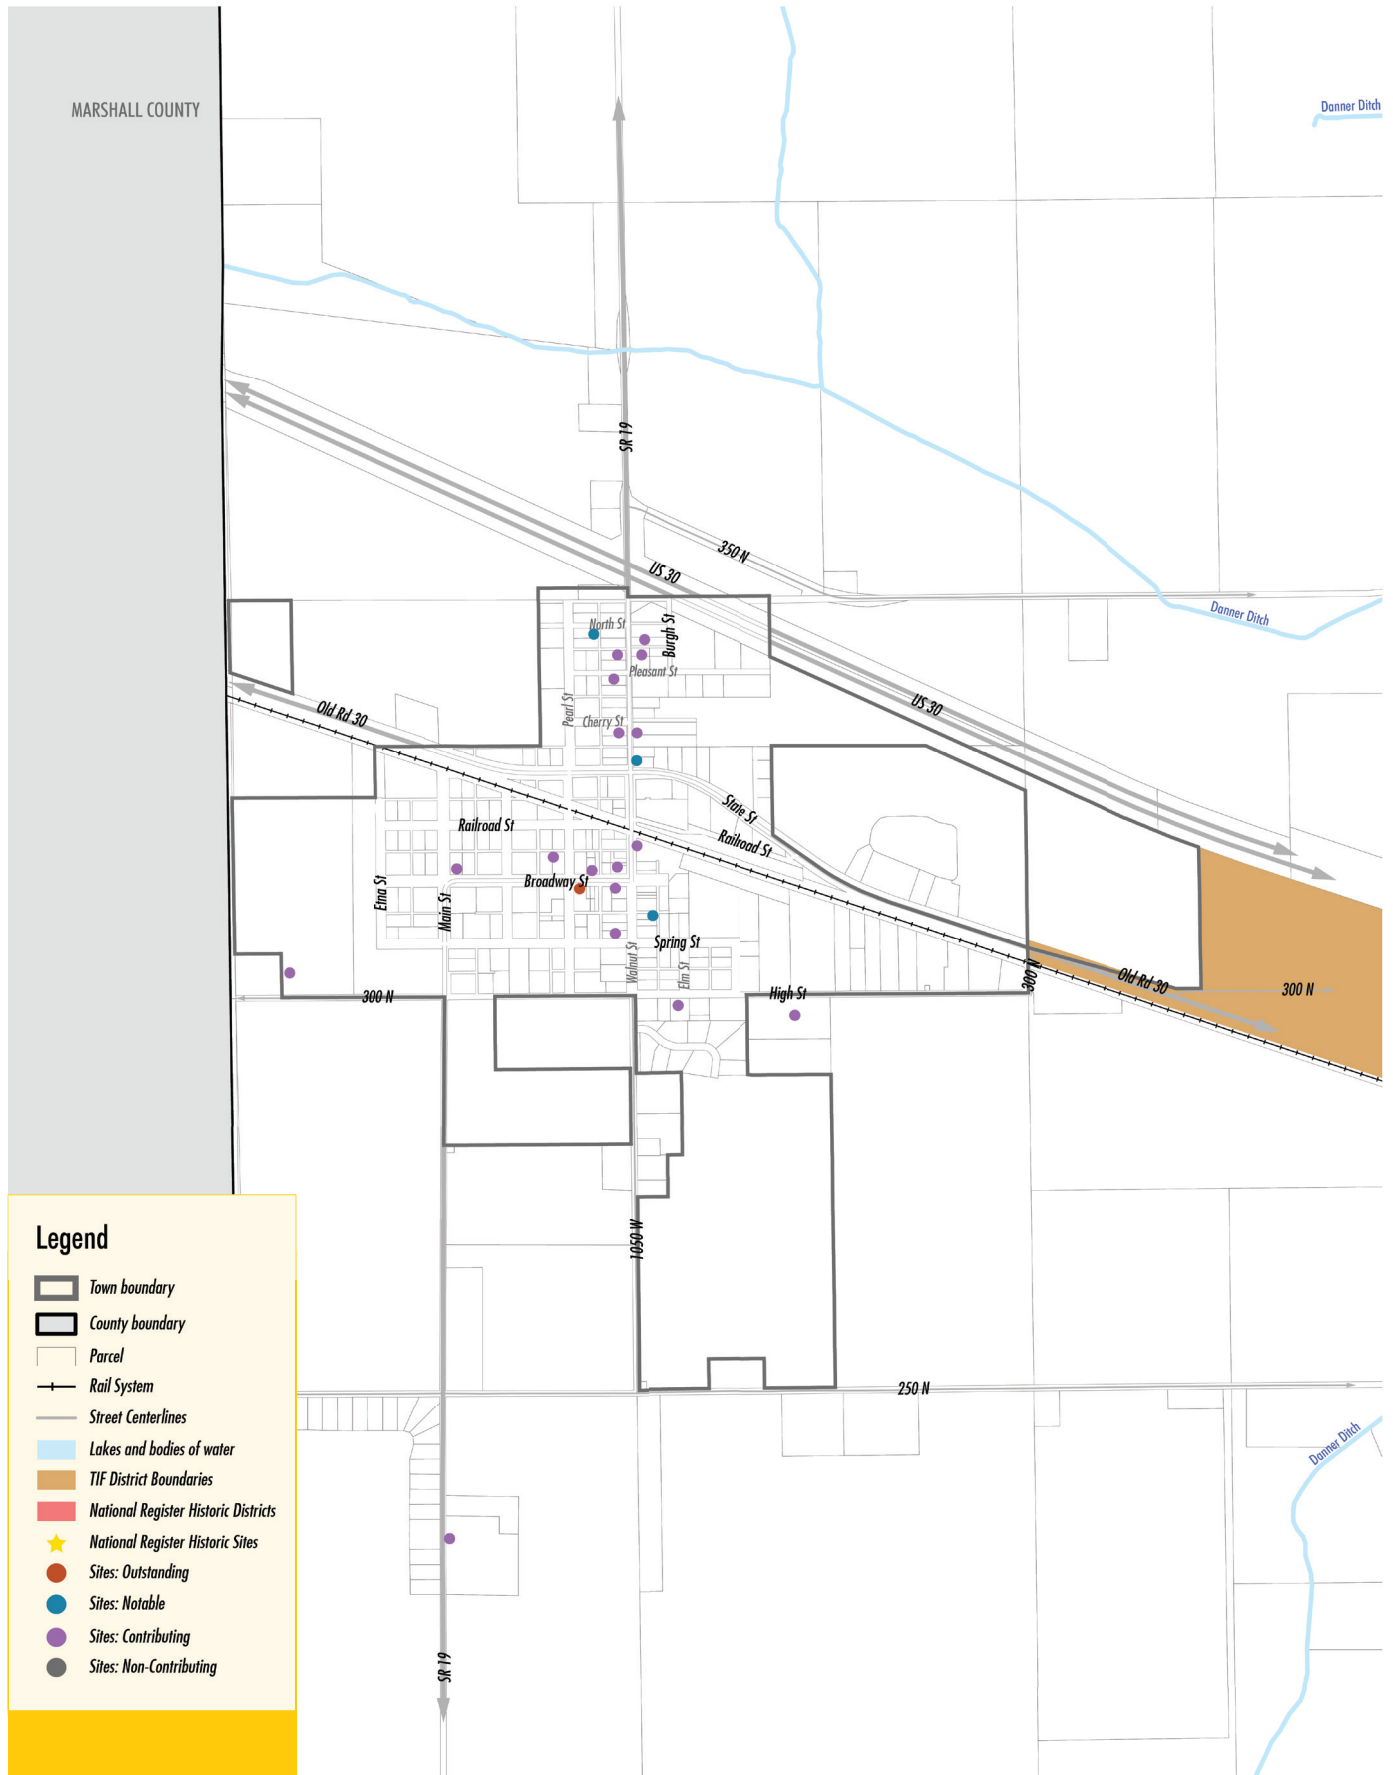 MARSHALL COUNTY
Danner Ditch
SR 19
350 N
US 30
Danner Ditch
North St
Burgh St
Pleasant St
Pearl St
Cherry St
US 30
Old Rd 30
State St
Railroad St
Railroad St
Broadway St
Etna St
Main St
Spring St
Walnut St
Elm St
300 N
High St
300 N
Old Rd 30
300 N
1050 W
250 N
Danner Ditch
SR 19
Legend
Town boundary
County boundary
Parcel
Rail System
Street Centerlines
Lakes and bodies of water
TIF District Boundaries
National Register Historic Districts
National Register Historic Sites
Sites: Outstanding
Sites: Notable
Sites: Contributing
Sites: Non-Contributing